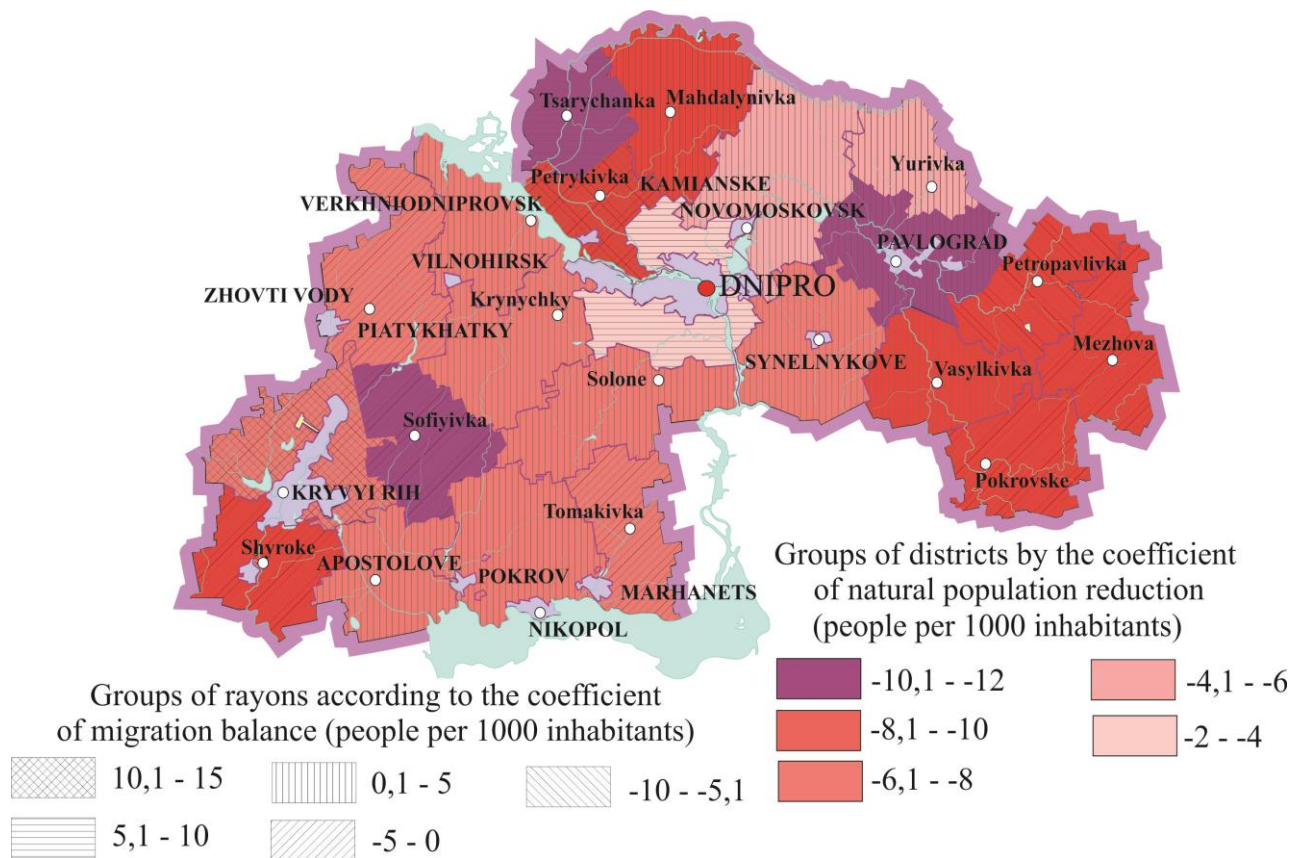 Tsarychanka
Mahdalynivka
Yurivka
Petrykivka
KAMIANSKE
VERKHNIODNIPROVSK
NOVOMOSKOVSK
PAVLOGRAD
VILNOHIRSK
Petropavlivka
ZHOVTI VODY
Krynychky
DNIPRO
PIATYKHATKY
SYNELNYKOVE
Mezhova
Solone
Vasylkivka
Sofiyivka
Pokrovske
KRYVYI RIH
Tomakivka
Shyroke
APOSTOLOVE
POKROV
MARHANETS
NIKOPOL
Groups of districts by the coefficient
of natural population reduction
(people per 1000 inhabitants)
-10,1 - -12
-8,1 - -10
-6,1 - -8
-4,1 - -6
-2 - -4
Groups of rayons according to the coefficient
of migration balance (people per 1000 inhabitants)
10,1 - 15
5,1 - 10
0,1 - 5
-5 - 0
-10 - -5,1